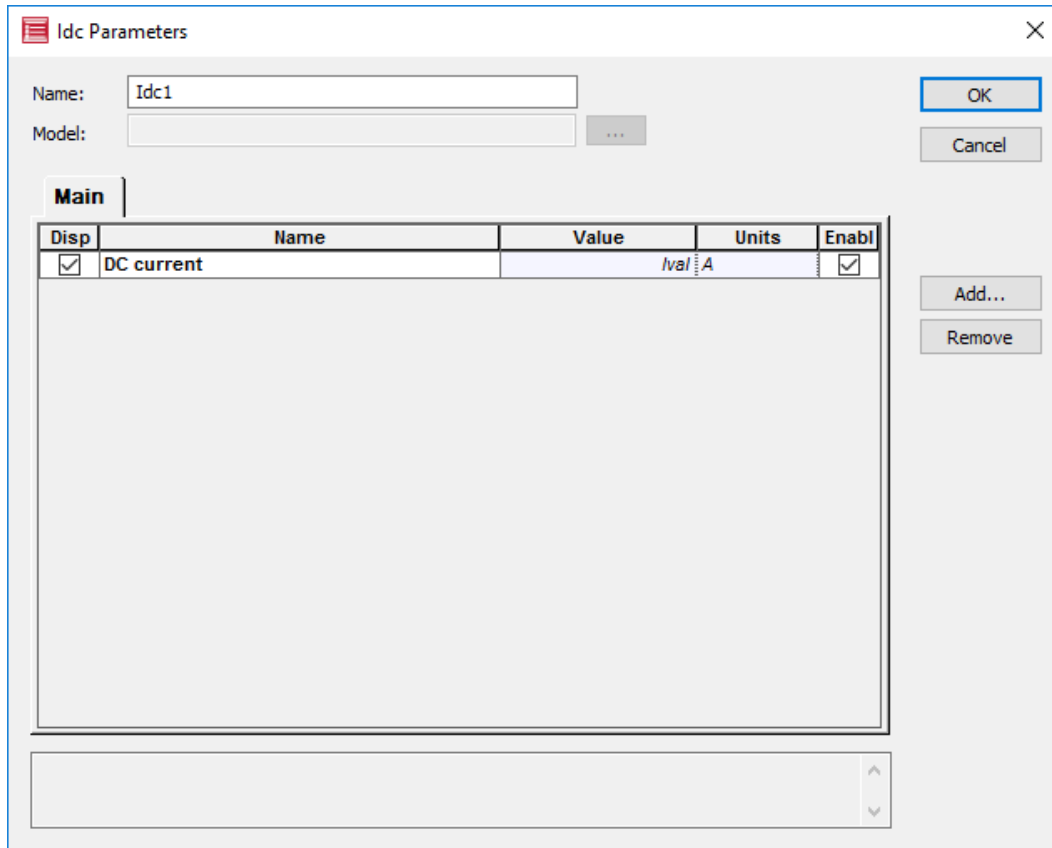 Idc Parameters
Name: Idc1
Model: ...
OK
Cancel
Main
Disp Name Value Units Enabl
DC current Ival A
Add...
Remove